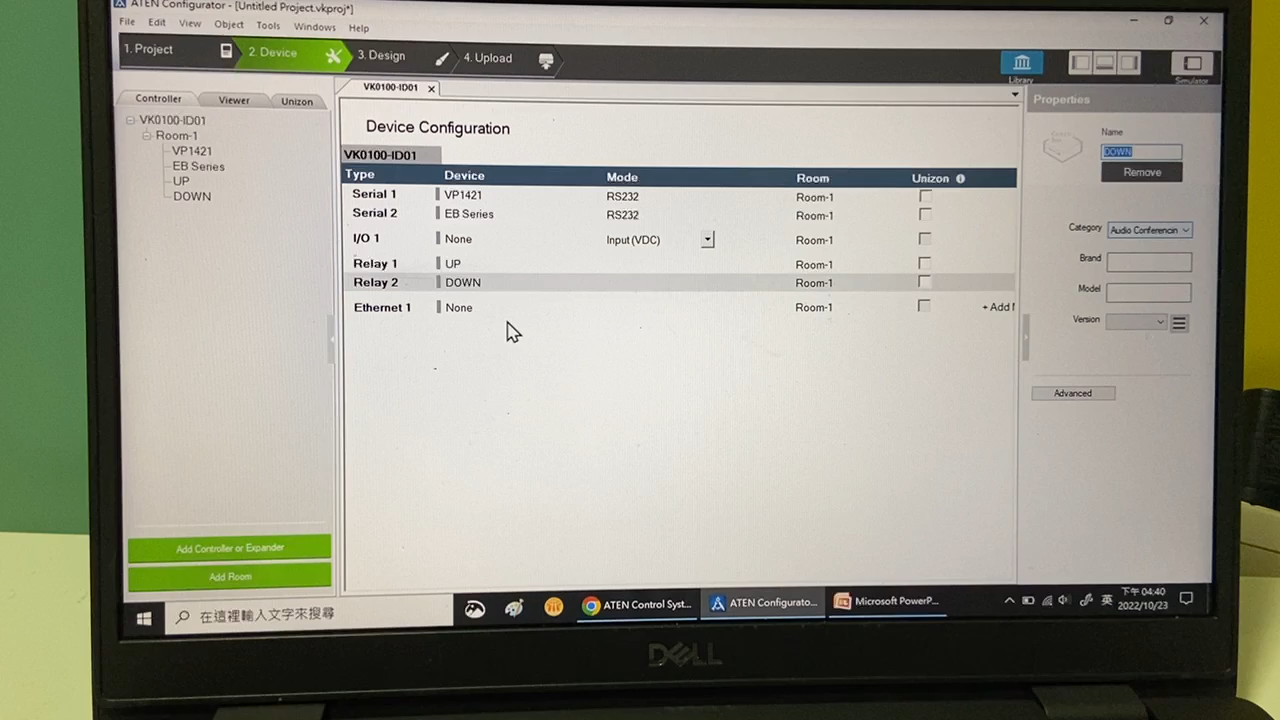 ATEN Configurator - [Untitled Project.vkproj*]
File Edit View Object Tools Windows Help
1. Project 2. Device 3. Design 4. Upload
Library
Simulator
Controller Viewer Unizon
VK0100-ID01
Room-1
VP1421
EB Series
UP
DOWN
Add Controller or Expander
Add Room
VK0100-ID01
Device Configuration
VK0100-ID01
Type Device Mode Room Unizon
Serial 1 VP1421 RS232 Room-1
Serial 2 EB Series RS232 Room-1
I/O 1 None Input (VDC) Room-1
Relay 1 UP Room-1
Relay 2 DOWN Room-1
Ethernet 1 None Room-1 + Add
Properties
Name
DOWN
Remove
Category Audio Conferencin
Brand
Model
Version
Advanced
在這裡輸入文字來搜尋
ATEN Control Syst...
ATEN Configurato...
Microsoft PowerP...
英
下午 04:40
2022/10/23
DELL